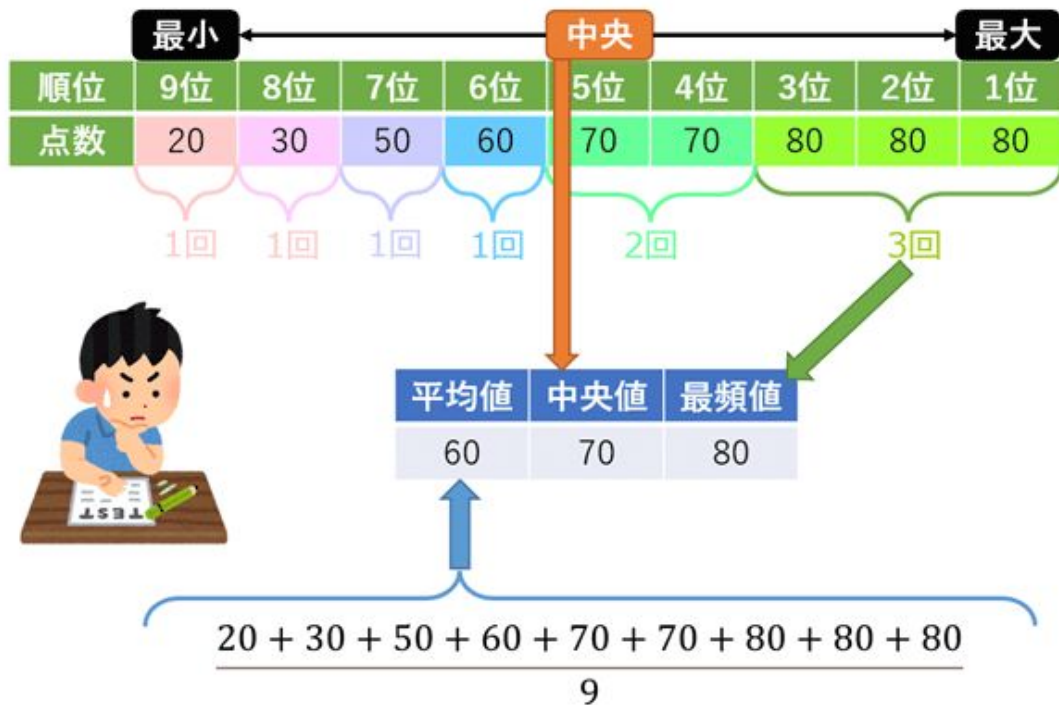 最小 中央 最大
順位 9位 8位 7位 6位 5位 4位 3位 2位 1位
点数 20 30 50 60 70 70 80 80 80
1回 1回 1回 1回 2回 3回
平均値 中央値 最頻値
60 70 80
TEST
20 + 30 + 50 + 60 + 70 + 70 + 80 + 80 + 80
9